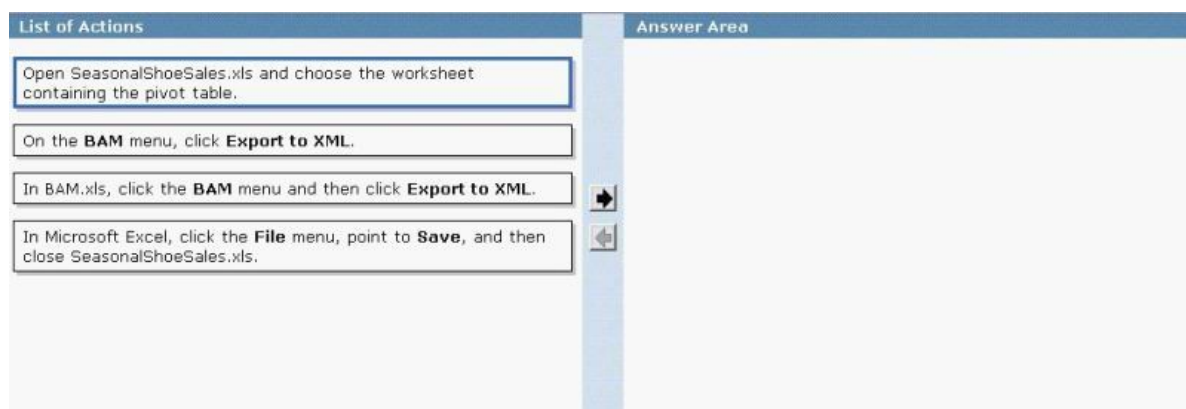 List of Actions
Answer Area
Open SeasonalShoeSales.xls and choose the worksheet
containing the pivot table.
On the BAM menu, click Export to XML.
In BAM.xls, click the BAM menu and then click Export to XML.
In Microsoft Excel, click the File menu, point to Save, and then
close SeasonalShoeSales.xls.